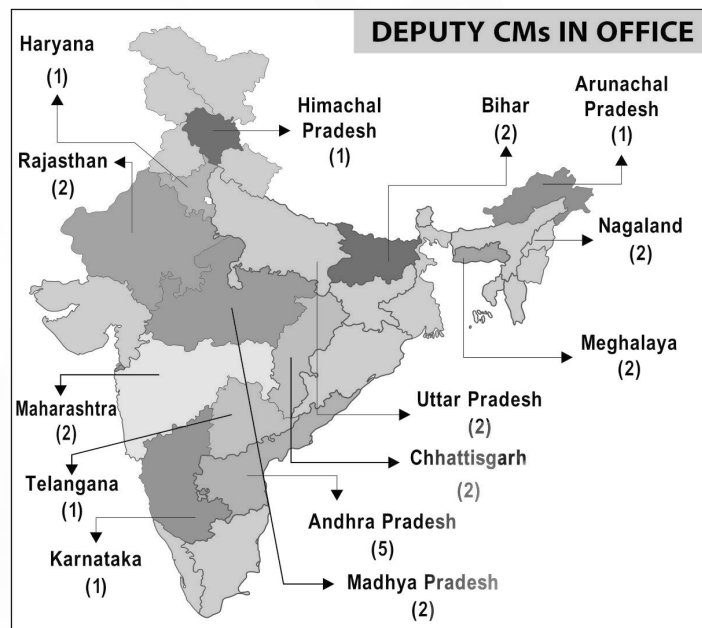 DEPUTY CMs IN OFFICE
Haryana
(1)
Himachal
Pradesh
(1)
Bihar
(2)
Arunachal
Pradesh
(1)
Rajasthan
(2)
Nagaland
(2)
Meghalaya
(2)
Maharashtra
(2)
Uttar Pradesh
(2)
Chhattisgarh
(2)
Telangana
(1)
Andhra Pradesh
(5)
Karnataka
(1)
Madhya Pradesh
(2)